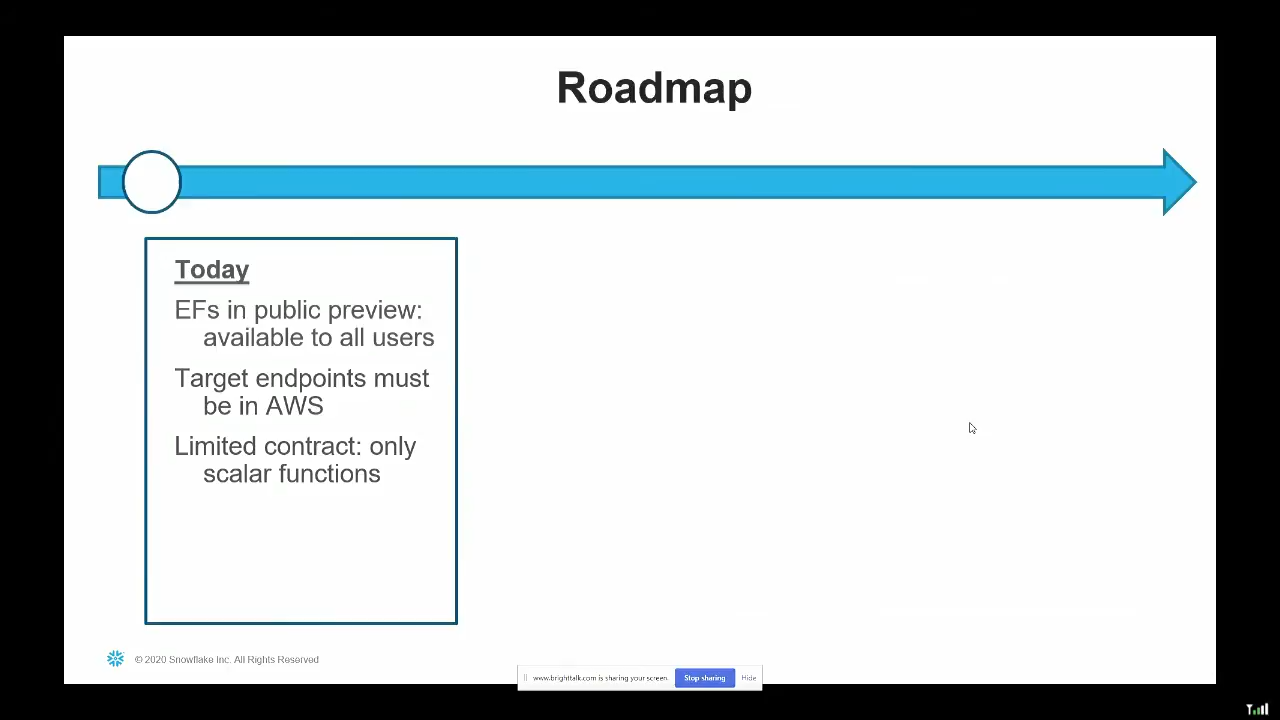 Roadmap
Today
EFs in public preview:
available to all users
Target endpoints must
be in AWS
Limited contract: only
scalar functions
© 2020 Snowflake Inc. All Rights Reserved
www.brighttalk.com is sharing your screen.
Stop sharing
Hide